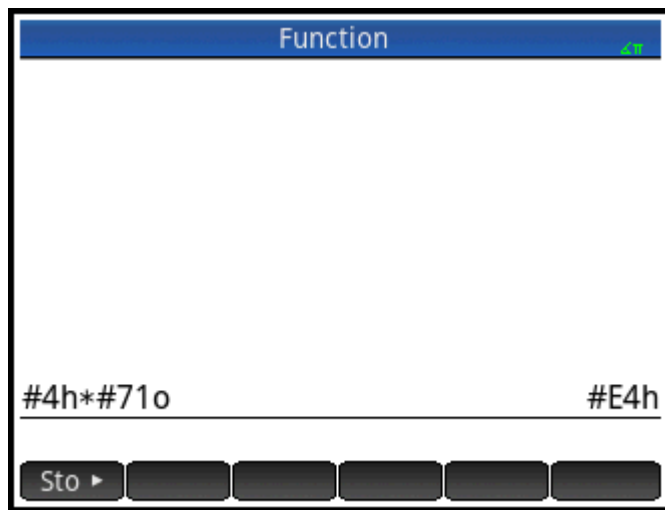 Function
∡π
#4h*#71o #E4h
Sto ►